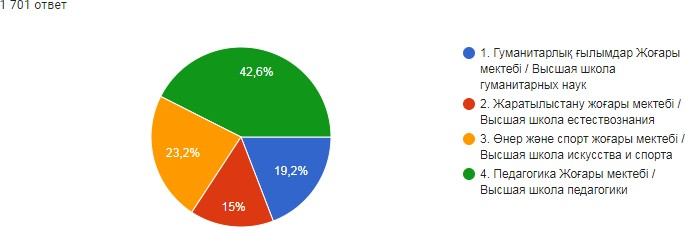 1 701 ответ
42,6%
23,2%
19,2%
15%
1. Гуманитарлық ғылымдар Жоғары
мектебі / Высшая школа
гуманитарных наук
2. Жаратылыстану жоғары мектебі /
Высшая школа естествознания
3. Өнер және спорт жоғары мектебі /
Высшая школа искусства и спорта
4. Педагогика Жоғары мектебі /
Высшая школа педагогики